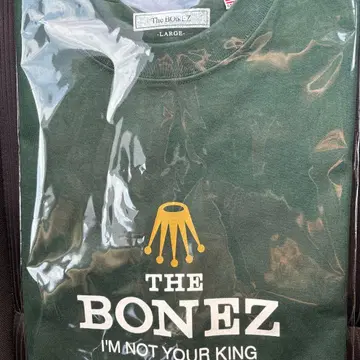 The BONEZ
-LARGE-
THE
BONEZ
I'M NOT YOUR KING